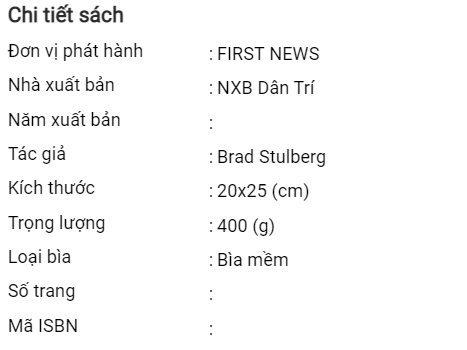 Chi tiết sách
Đơn vị phát hành : FIRST NEWS
Nhà xuất bản : NXB Dân Trí
Năm xuất bản :
Tác giả : Brad Stulberg
Kích thước : 20x25 (cm)
Trọng lượng : 400 (g)
Loại bìa : Bìa mềm
Số trang :
Mã ISBN :